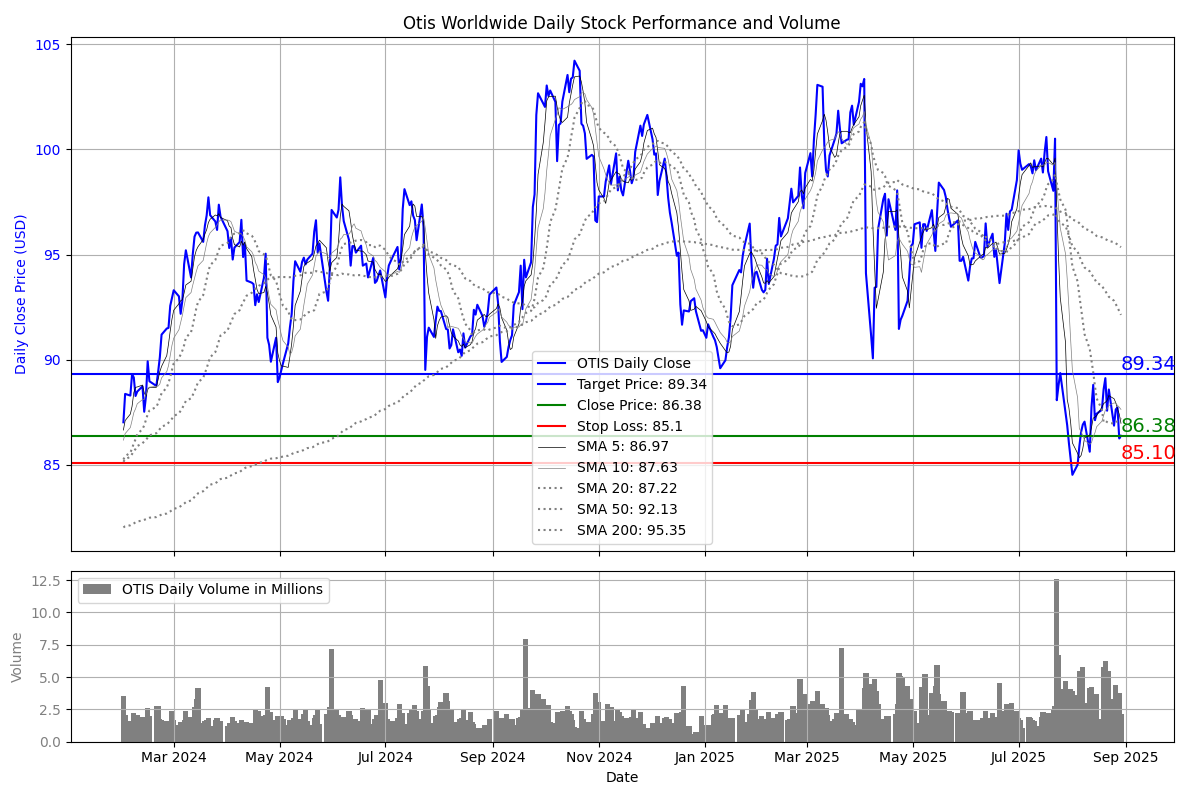 Otis Worldwide Daily Stock Performance and Volume
105
100
95
90
85
Daily Close Price (USD)
89.34
86.38
85.10
OTIS Daily Close
Target Price: 89.34
Close Price: 86.38
Stop Loss: 85.1
SMA 5: 86.97
SMA 10: 87.63
SMA 20: 87.22
SMA 50: 92.13
SMA 200: 95.35
OTIS Daily Volume in Millions
12.5
10.0
7.5
5.0
2.5
0.0
Volume
Mar 2024 May 2024 Jul 2024 Sep 2024 Nov 2024 Jan 2025 Mar 2025 May 2025 Jul 2025 Sep 2025
Date